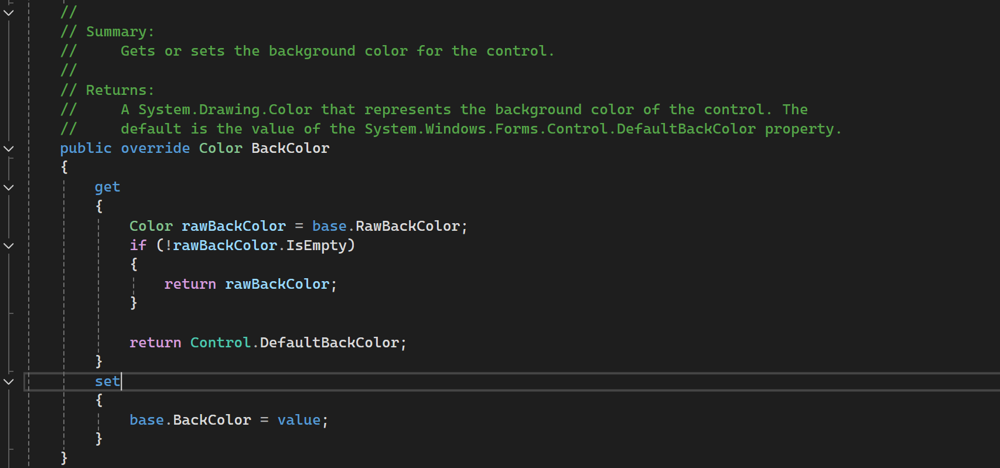 //
// Summary:
//     Gets or sets the background color for the control.
//
// Returns:
//     A System.Drawing.Color that represents the background color of the control. The
//     default is the value of the System.Windows.Forms.Control.DefaultBackColor property.
public override Color BackColor
{
    get
    {
        Color rawBackColor = base.RawBackColor;
        if (!rawBackColor.IsEmpty)
        {
            return rawBackColor;
        }

        return Control.DefaultBackColor;
    }
    set
    {
        base.BackColor = value;
    }
}